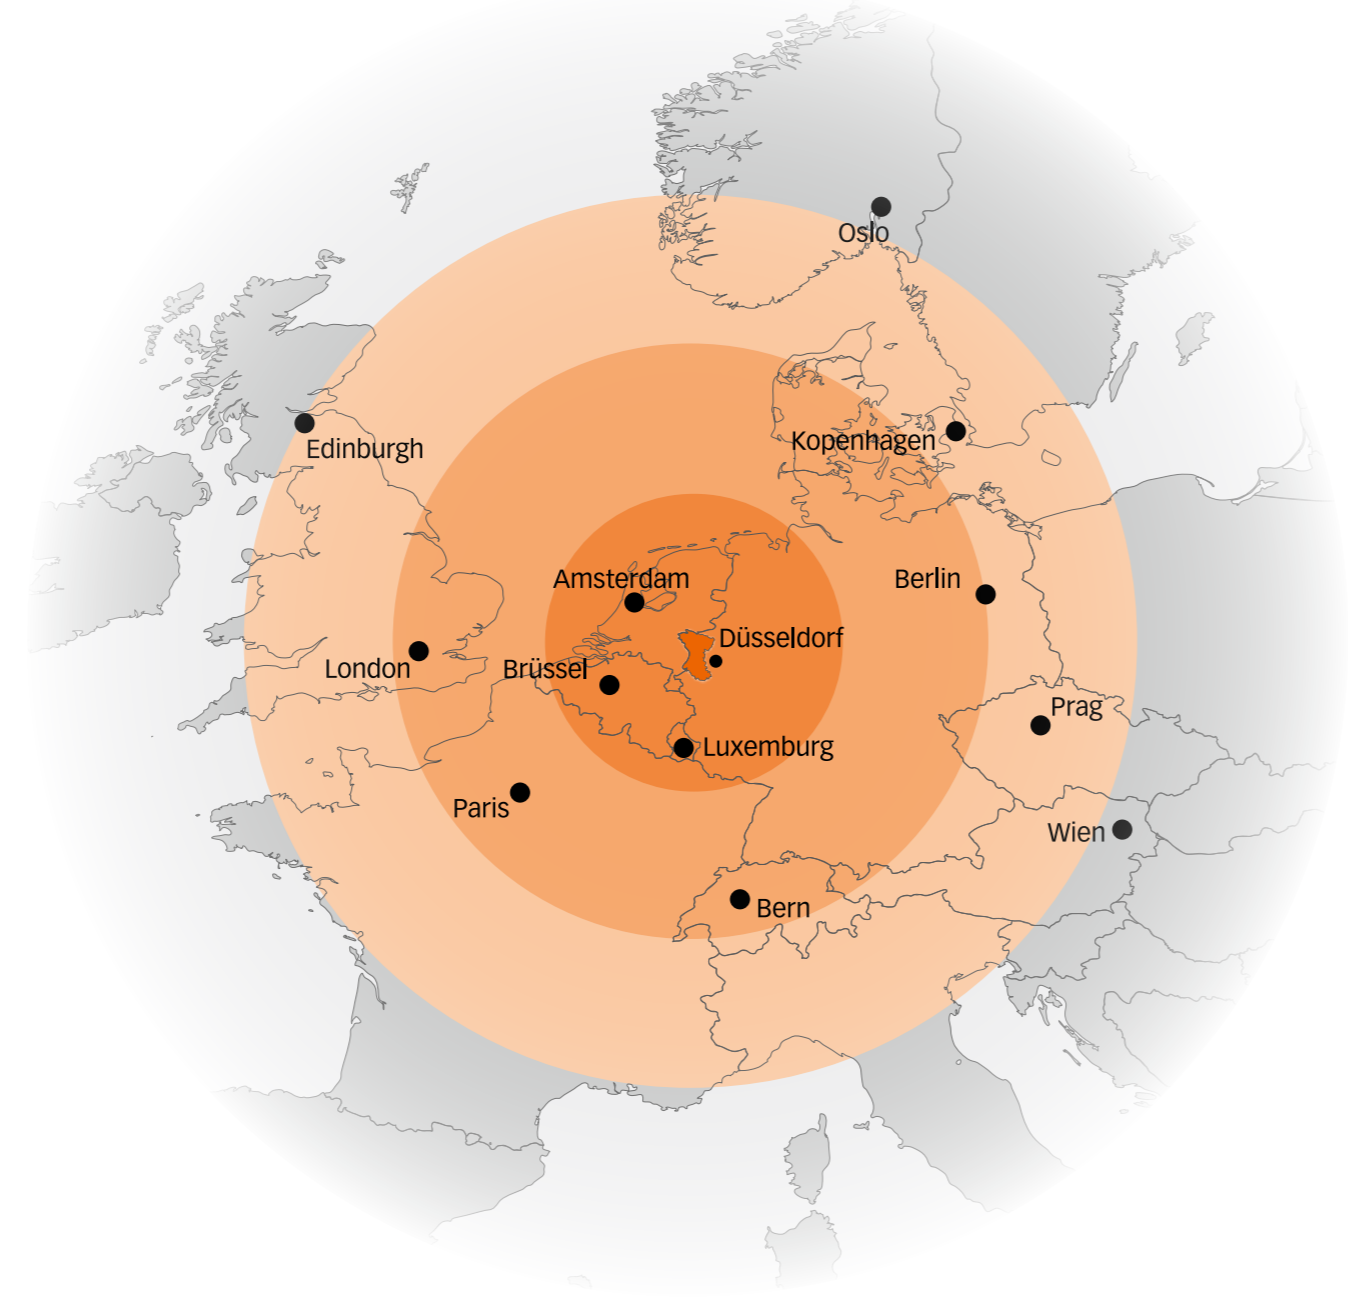 Oslo
Edinburgh
Kopenhagen
Amsterdam
Berlin
Düsseldorf
London
Brüssel
Prag
Luxemburg
Paris
Wien
Bern